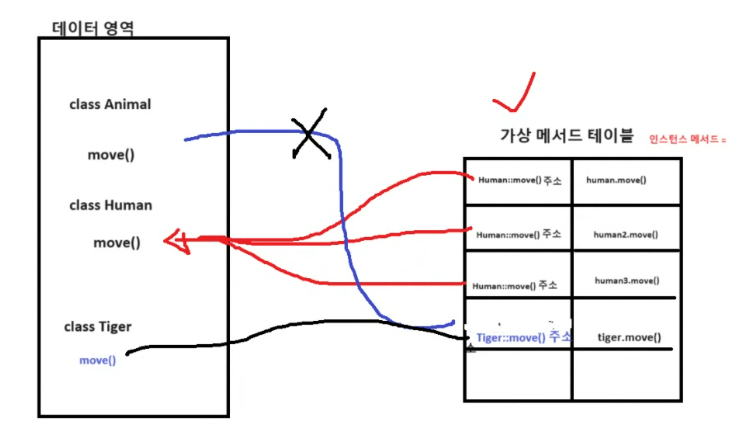 데이터 영역
class Animal
move()
class Human
move()
class Tiger
move()
가상 메서드 테이블
인스턴스 메서드 =
Human::move() 주소 human.move()
Human::move() 주소 human2.move()
Human::move() 주소 human3.move()
Tiger::move() 주소 tiger.move()